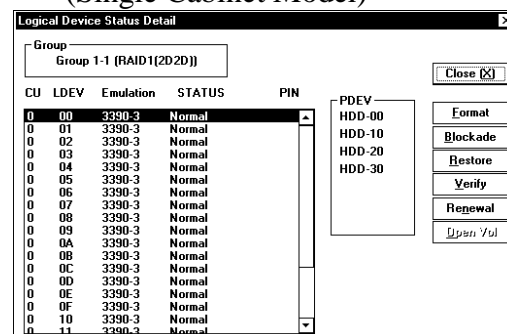 (Single Cabinet Model)
Logical Device Status Detail
Group
Group 1-1 (RAID1(2D2D))
Close (X)
CU LDEV Emulation STATUS PIN
0 00 3390-3 Normal
0 01 3390-3 Normal
0 02 3390-3 Normal
0 03 3390-3 Normal
0 04 3390-3 Normal
0 05 3390-3 Normal
0 06 3390-3 Normal
0 07 3390-3 Normal
0 08 3390-3 Normal
0 09 3390-3 Normal
0 0A 3390-3 Normal
0 0B 3390-3 Normal
0 0C 3390-3 Normal
0 0D 3390-3 Normal
0 0E 3390-3 Normal
0 0F 3390-3 Normal
0 10 3390-3 Normal
0 11 3390-3 Normal
PDEV
HDD-00
HDD-10
HDD-20
HDD-30
Format
Blockade
Restore
Verify
Renewal
Open Vol